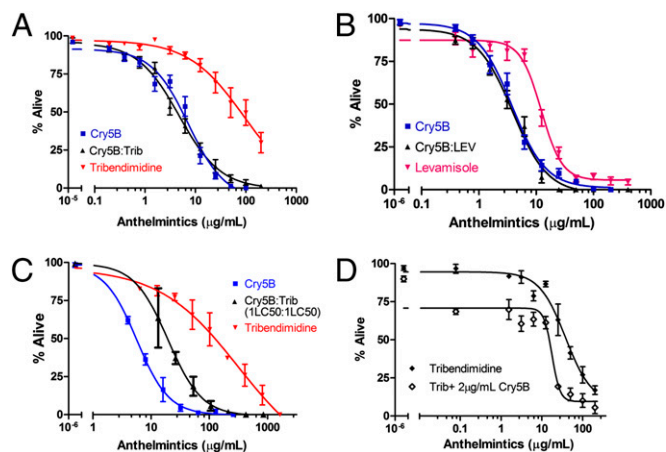 A
% Alive
100
75
50
25
0
Cry5B
Cry5B:Trib
Tribendimidine
10-5
0.1
1
10
100
1000
Anthelmintics (µg/mL)
B
% Alive
100
75
50
25
0
Cry5B
Cry5B:LEV
Levamisole
10-6
0.1
1
10
100
1000
Anthelmintics (µg/mL)
C
% Alive
100
75
50
25
0
Cry5B
Cry5B:Trib
(1LC50:1LC50)
Tribendimidine
10-6
1
10
100
1000
Anthelmintics (µg/mL)
D
% Alive
100
75
50
25
0
Tribendimidine
Trib+ 2µg/mL Cry5B
10-6
0.01
0.1
1
10
100
1000
Anthelmintics (µg/mL)